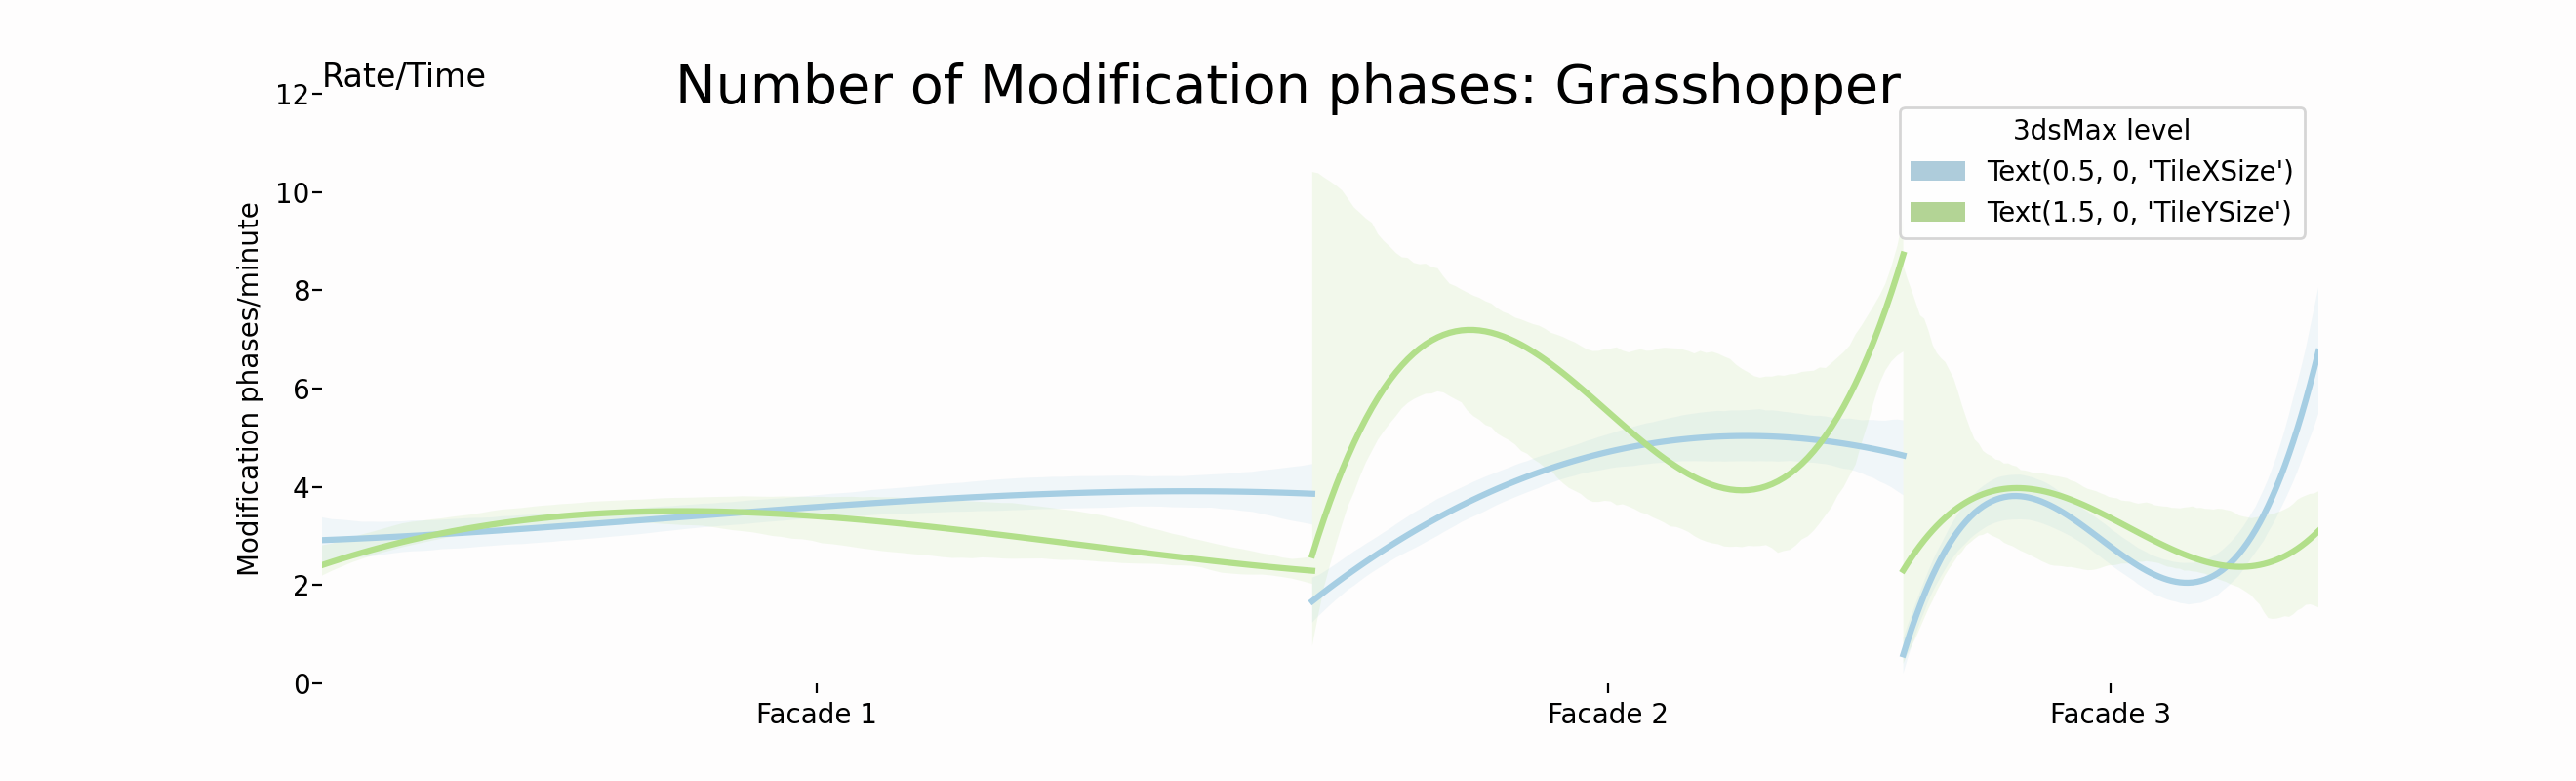 Rate/Time
Number of Modification phases: Grasshopper
3dsMax level
Text(0.5, 0, 'TileXSize')
Text(1.5, 0, 'TileYSize')
Modification phases/minute
12
10
8
6
4
2
0
Facade 1
Facade 2
Facade 3